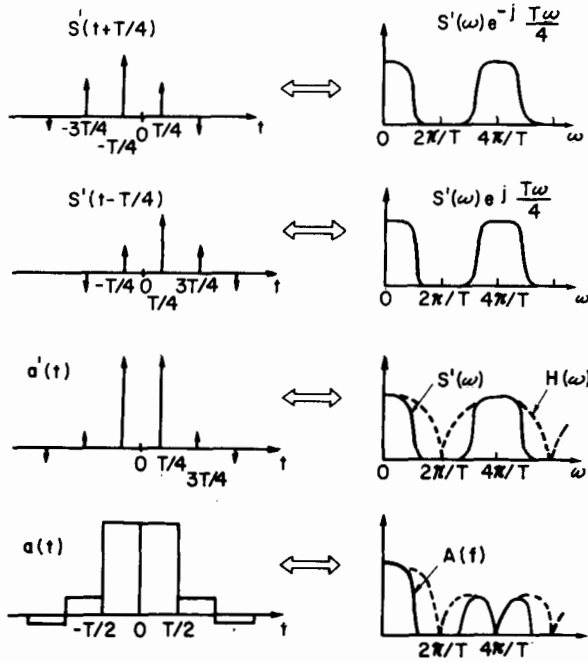 S'(t+T/4)
S'(ω)e^-j Tω/4
-3T/4 -T/4 0 T/4 t
0 2π/T 4π/T ω
S'(t-T/4)
S'(ω)e^j Tω/4
-T/4 0 T/4 3T/4 t
0 2π/T 4π/T ω
a'(t)
S'(ω) H(ω)
0 T/4 3T/4 t
0 2π/T 4π/T ω
a(t)
A(f)
-T/2 0 T/2 t
2π/T 4π/T ω